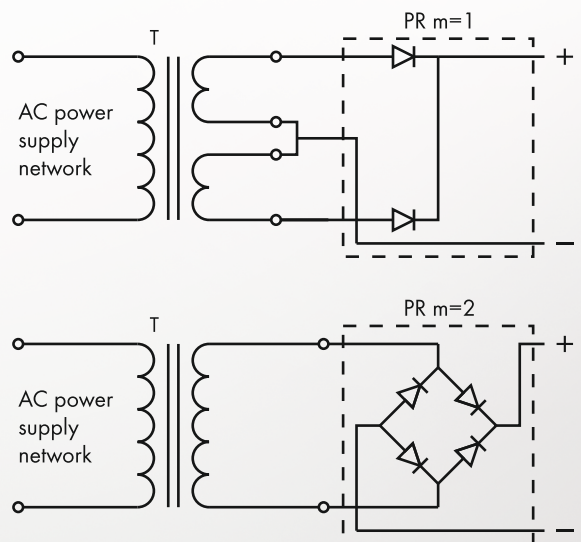 PR m=1
T
+
AC power
supply
network
−
PR m=2
T
+
AC power
supply
network
−